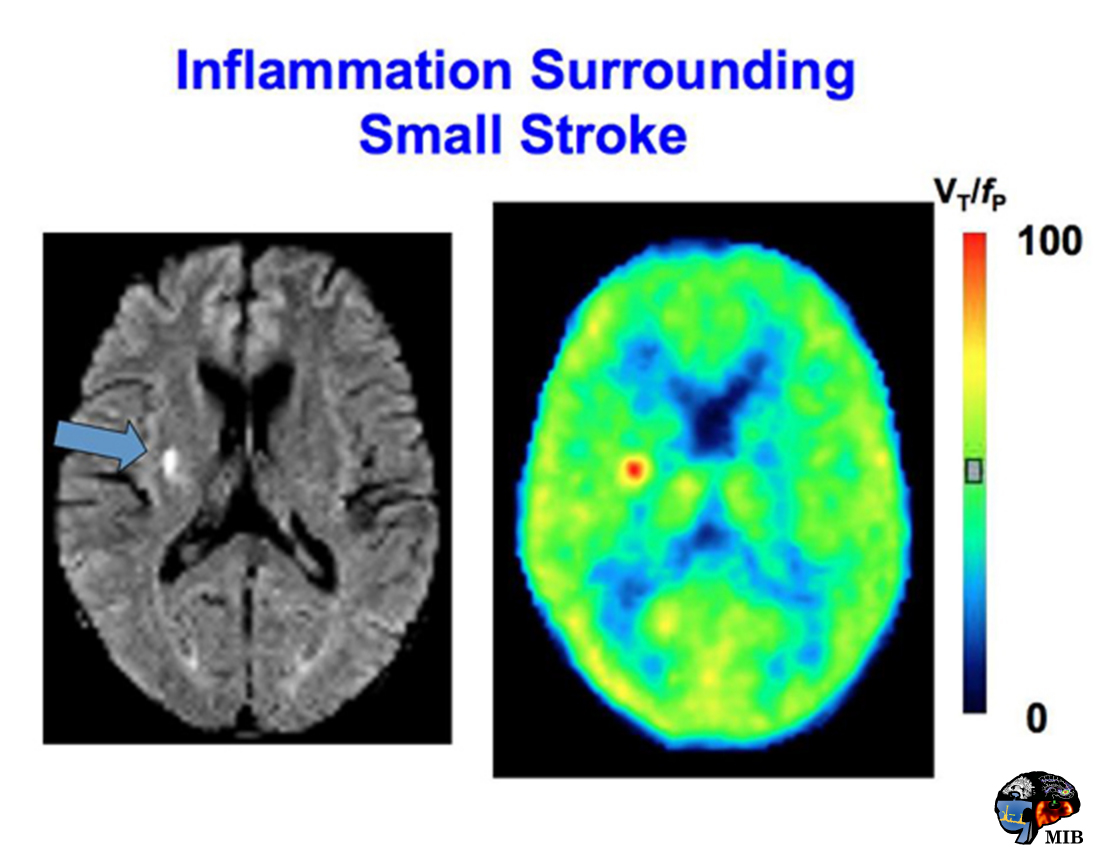 Inflammation Surrounding
Small Stroke
VT/fP
100
0
MIB